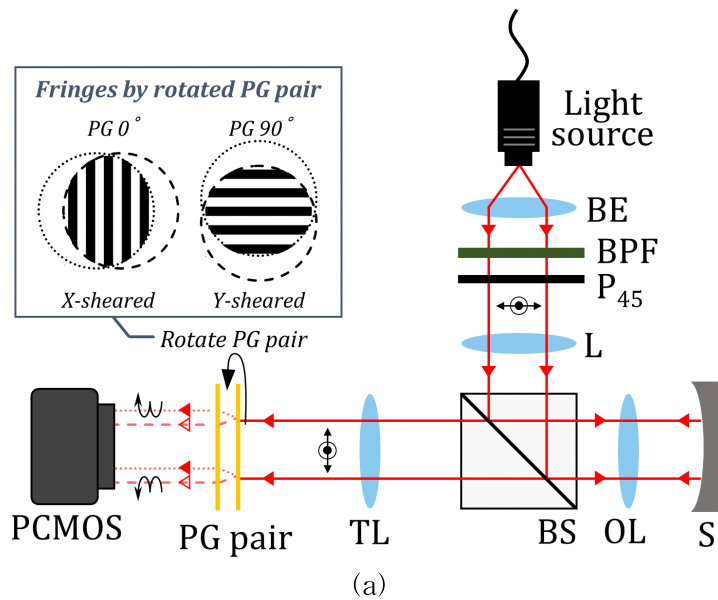 Fringes by rotated PG pair
PG 0° PG 90°
X-sheared Y-sheared
Rotate PG pair
Light
source
BE
BPF
P₄₅
L
PCMOS
PG pair
TL
BS
OL
S
(a)